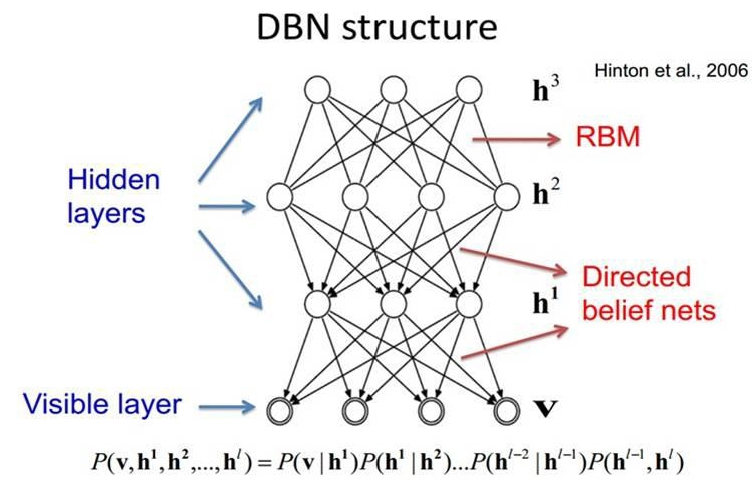 DBN structure
Hinton et al., 2006
h³
RBM
Hidden
layers
h²
Directed
belief nets
h¹
Visible layer
v
P(v,h¹,h²,...,hˡ) = P(v|h¹)P(h¹|h²)...P(hˡ⁻²|hˡ⁻¹)P(hˡ⁻¹,hˡ)